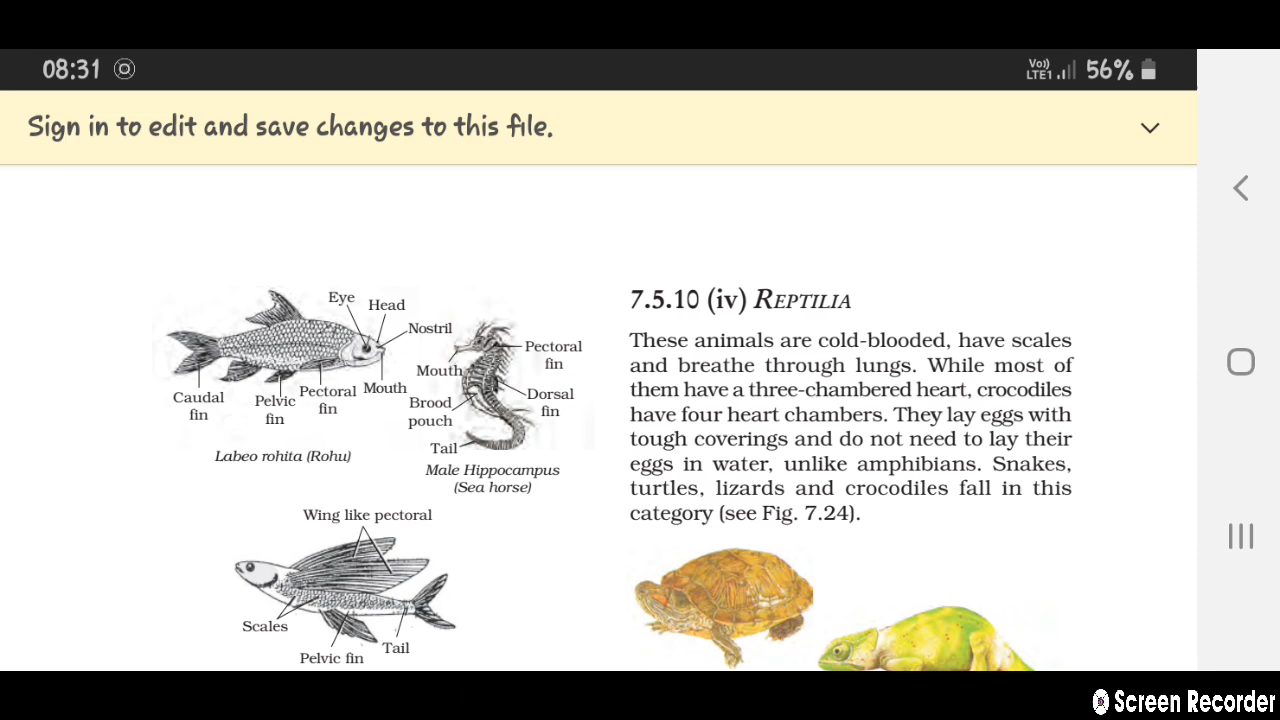 08:31
Vo))
LTE1
56%
Sign in to edit and save changes to this file.
Eye
Head
Nostril
Caudal
fin
Pelvic
fin
Pectoral
fin
Mouth
Labeo rohita (Rohu)
Mouth
Pectoral
fin
Brood
pouch
Dorsal
fin
Tail
Male Hippocampus
(Sea horse)
Wing like pectoral
Scales
Pelvic fin
Tail
7.5.10 (iv) REPTILIA
These animals are cold-blooded, have scales
and breathe through lungs. While most of
them have a three-chambered heart, crocodiles
have four heart chambers. They lay eggs with
tough coverings and do not need to lay their
eggs in water, unlike amphibians. Snakes,
turtles, lizards and crocodiles fall in this
category (see Fig. 7.24).
Screen Recorder